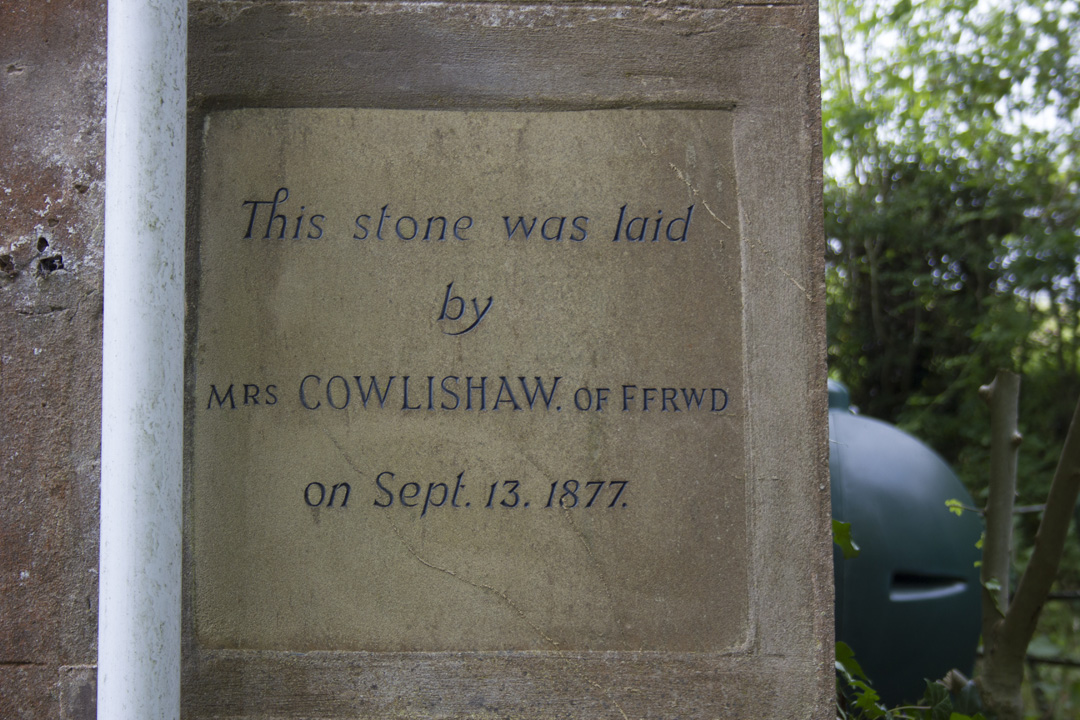 This stone was laid
by
MRS COWLISHAW. OF FFRWD
on Sept. 13. 1877.